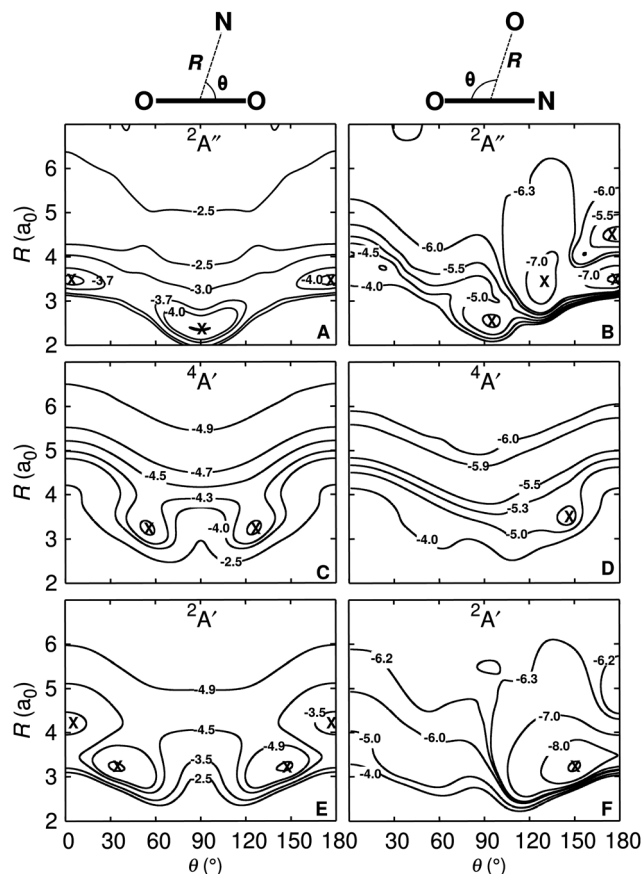 N
O
R
θ
R
θ
O
O
O
N
²A″
²A″
6
5
4
3
2
R (a₀)
R (a₀)
-2.5
-2.5
-3.0
-3.7
-3.7
-4.0
-4.0
X
X
X
A
-6.3
-6.0
-5.5
-6.0
-4.5
-5.5
-4.0
-5.0
-7.0
-7.0
X
X
X
X
B
⁴A′
⁴A′
6
5
4
3
2
R (a₀)
R (a₀)
-4.9
-4.7
-4.5
-4.3
-4.0
-2.5
X
X
C
-6.0
-5.9
-5.5
-5.3
-5.0
-4.0
X
D
²A′
²A′
6
5
4
3
2
R (a₀)
R (a₀)
-4.9
-4.5
-3.5
-4.9
-3.5
-2.5
X
X
X
X
E
-6.2
-6.3
-6.2
-7.0
-5.0
-6.0
-8.0
-4.0
X
F
0 30 60 90 120 150 180
30 60 90 120 150 180
θ (°)
θ (°)